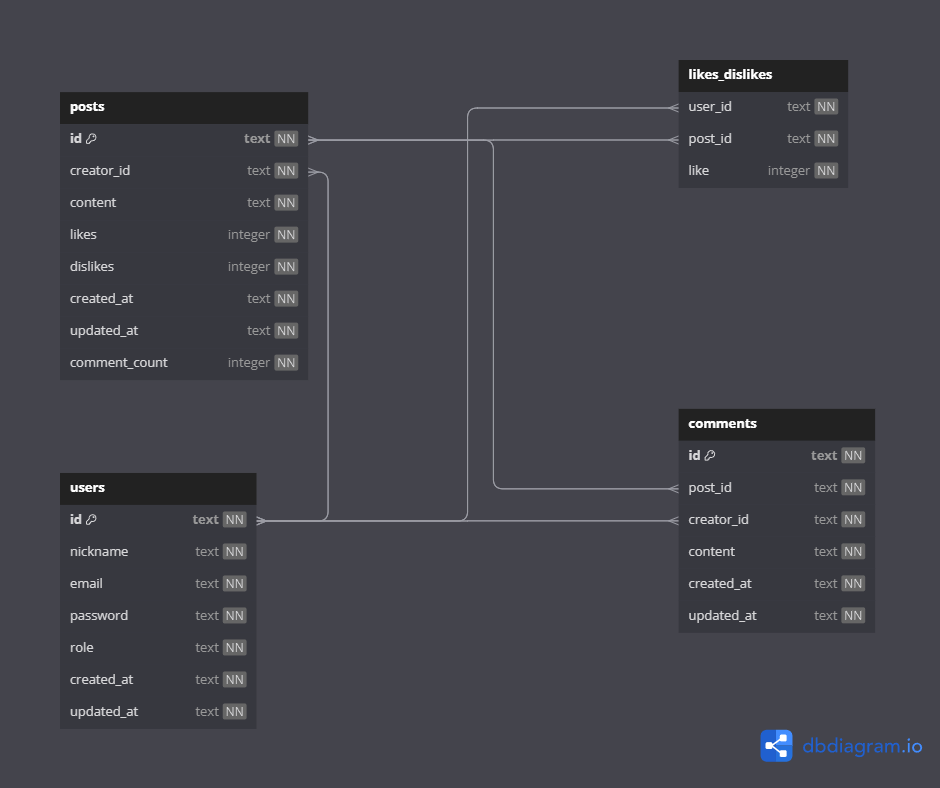 posts
id text NN
creator_id text NN
content text NN
likes integer NN
dislikes integer NN
created_at text NN
updated_at text NN
comment_count integer NN
likes_dislikes
user_id text NN
post_id text NN
like integer NN
users
id text NN
nickname text NN
email text NN
password text NN
role text NN
created_at text NN
updated_at text NN
comments
id text NN
post_id text NN
creator_id text NN
content text NN
created_at text NN
updated_at text NN
dbdiagram.io